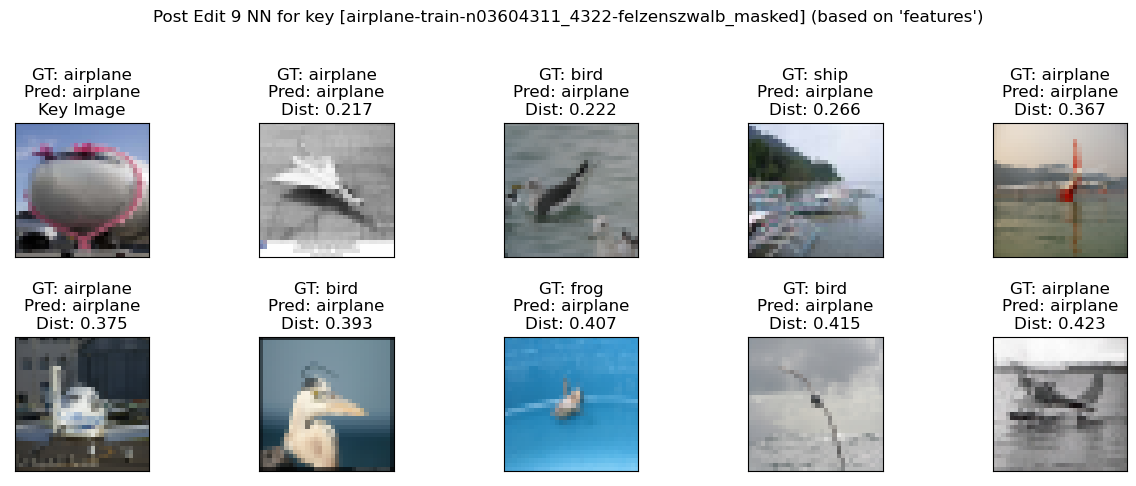 Post Edit 9 NN for key [airplane-train-n03604311_4322-felzenszwalb_masked] (based on 'features')
GT: airplane
Pred: airplane
Key Image
GT: airplane
Pred: airplane
Dist: 0.217
GT: bird
Pred: airplane
Dist: 0.222
GT: ship
Pred: airplane
Dist: 0.266
GT: airplane
Pred: airplane
Dist: 0.367
GT: airplane
Pred: airplane
Dist: 0.375
GT: bird
Pred: airplane
Dist: 0.393
GT: frog
Pred: airplane
Dist: 0.407
GT: bird
Pred: airplane
Dist: 0.415
GT: airplane
Pred: airplane
Dist: 0.423